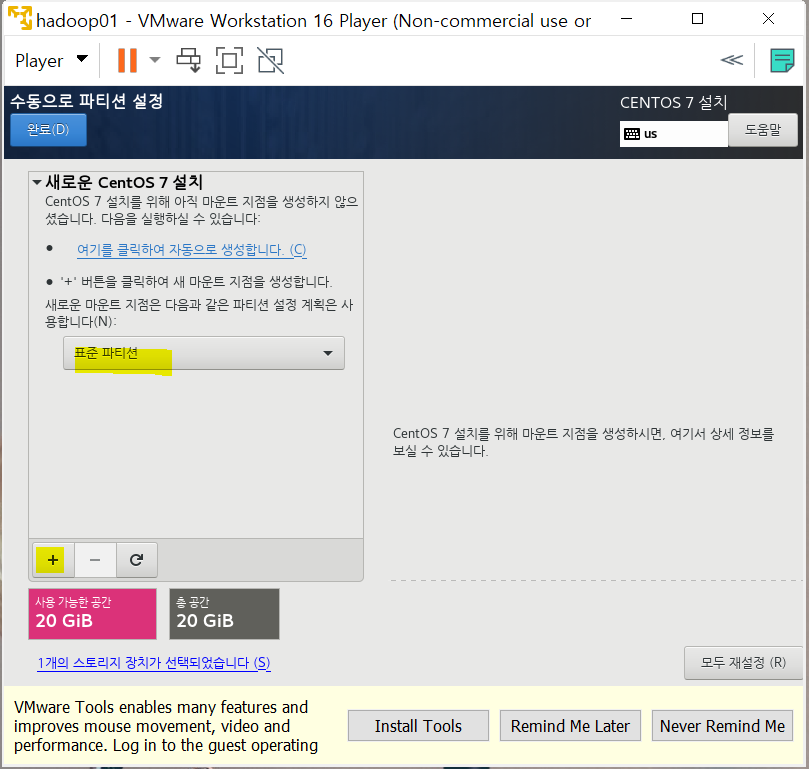 hadoop01 - VMware Workstation 16 Player (Non-commercial use or
Player
수동으로 파티션 설정
CENTOS 7 설치
완료(D)
us
도움말
새로운 CentOS 7 설치
CentOS 7 설치를 위해 아직 마운트 지점을 생성하지 않으
셨습니다. 다음을 실행하실 수 있습니다:
여기를 클릭하여 자동으로 생성합니다. (C)
'+' 버튼을 클릭하여 새 마운트 지점을 생성합니다.
새로운 마운트 지점은 다음과 같은 파티션 설정 계획은 사
용합니다(N):
표준 파티션
CentOS 7 설치를 위해 마운트 지점을 생성하시면, 여기서 상세 정보를
보실 수 있습니다.
+ −
사용 가능한 공간
20 GiB
총 공간
20 GiB
1개의 스토리지 장치가 선택되었습니다 (S)
모두 재설정 (R)
VMware Tools enables many features and
improves mouse movement, video and
performance. Log in to the guest operating
Install Tools
Remind Me Later
Never Remind Me